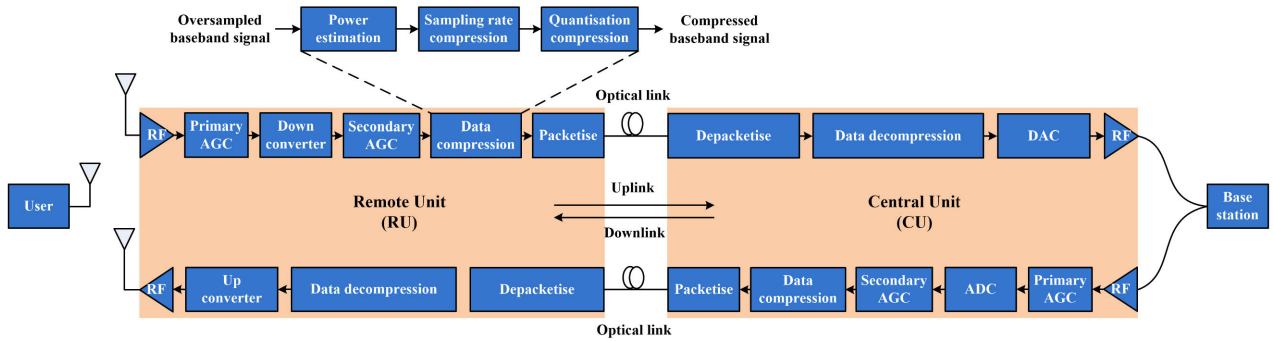 Oversampled
baseband signal
Power
estimation
Sampling rate
compression
Quantisation
compression
Compressed
baseband signal
Optical link
RF
Primary
AGC
Down
converter
Secondary
AGC
Data
compression
Packetise
Depacketise
Data decompression
DAC
RF
User
Remote Unit
(RU)
Uplink
Downlink
Central Unit
(CU)
Base
station
RF
Up
converter
Data decompression
Depacketise
Packetise
Data
compression
Secondary
AGC
ADC
Primary
AGC
RF
Optical link